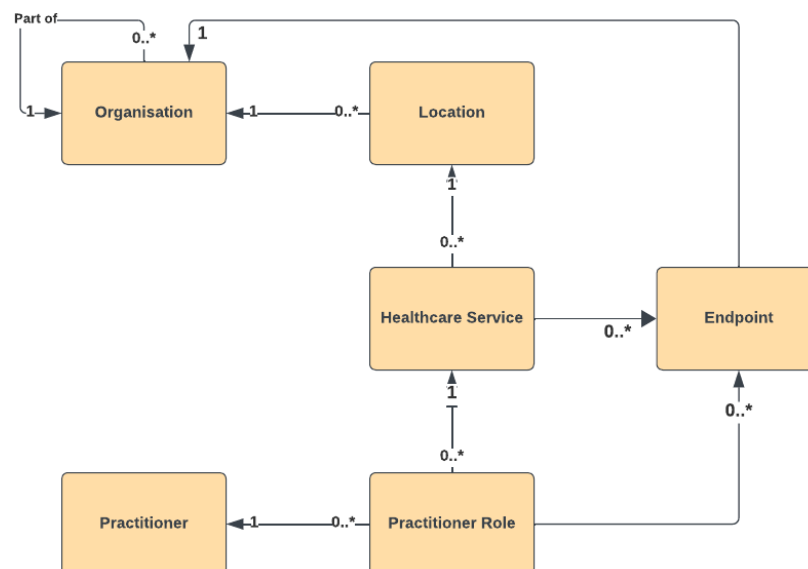 Part of
0..*
1
Organisation
1
1
0..*
Location
1
0..*
Healthcare Service
0..*
Endpoint
1
0..*
0..*
Practitioner
1
0..*
Practitioner Role